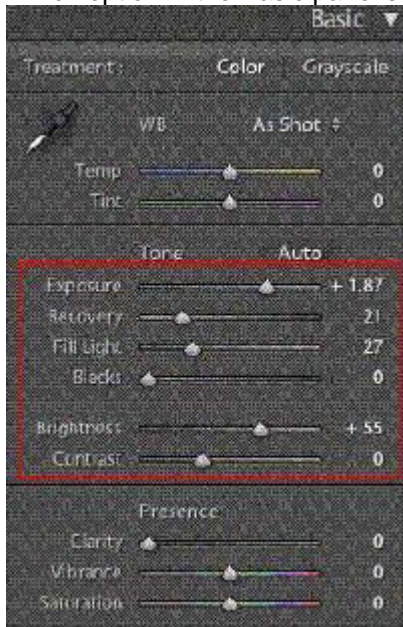 Basic ▼
Treatment: Color Grayscale
WB As Shot
Temp 0
Tint 0
Tone Auto
Exposure + 1.87
Recovery 21
Fill Light 27
Blacks 0
Brightness + 55
Contrast 0
Presence
Clarity 0
Vibrance 0
Saturation 0